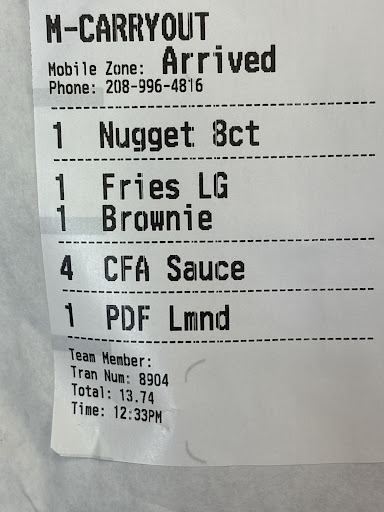 M-CARRYOUT
Mobile Zone: Arrived
Phone: 208-996-4816
1 Nugget 8ct
1 Fries LG
1 Brownie
4 CFA Sauce
1 PDF Lmnd
Team Member:
Tran Num: 8904
Total: 13.74
Time: 12:33PM